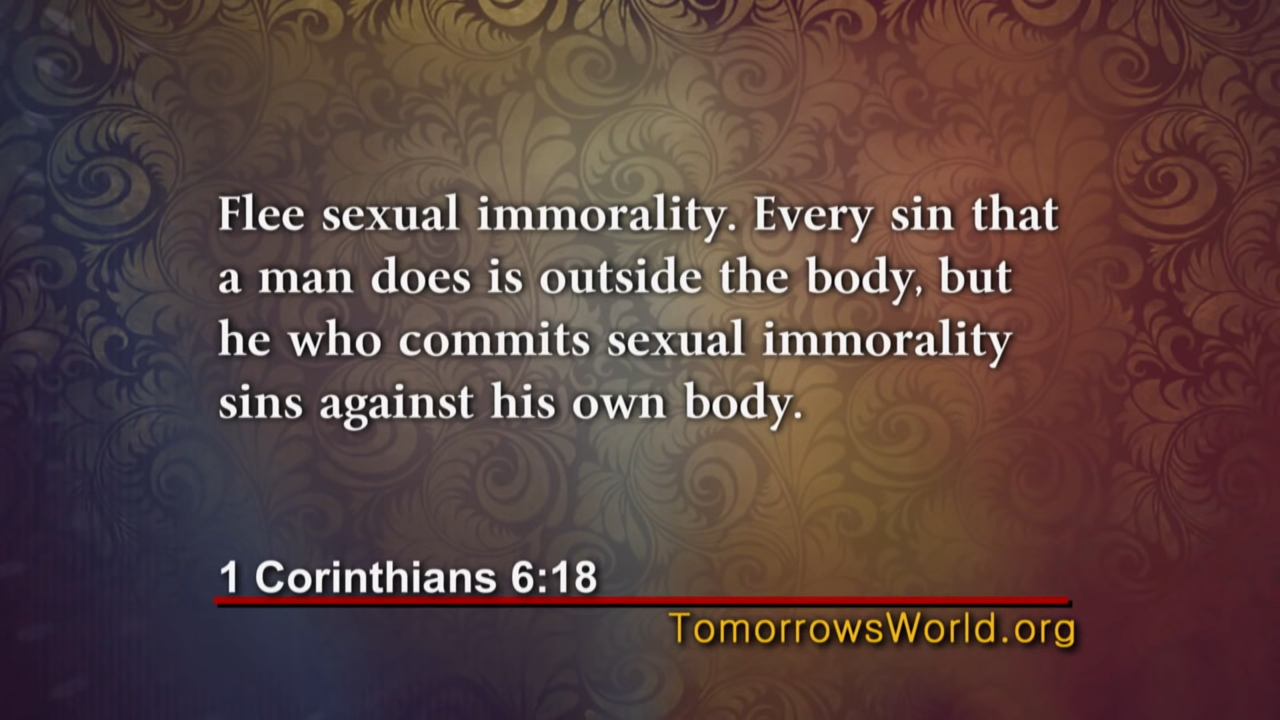 Flee sexual immorality. Every sin that
a man does is outside the body, but
he who commits sexual immorality
sins against his own body.
1 Corinthians 6:18
TomorrowsWorld.org